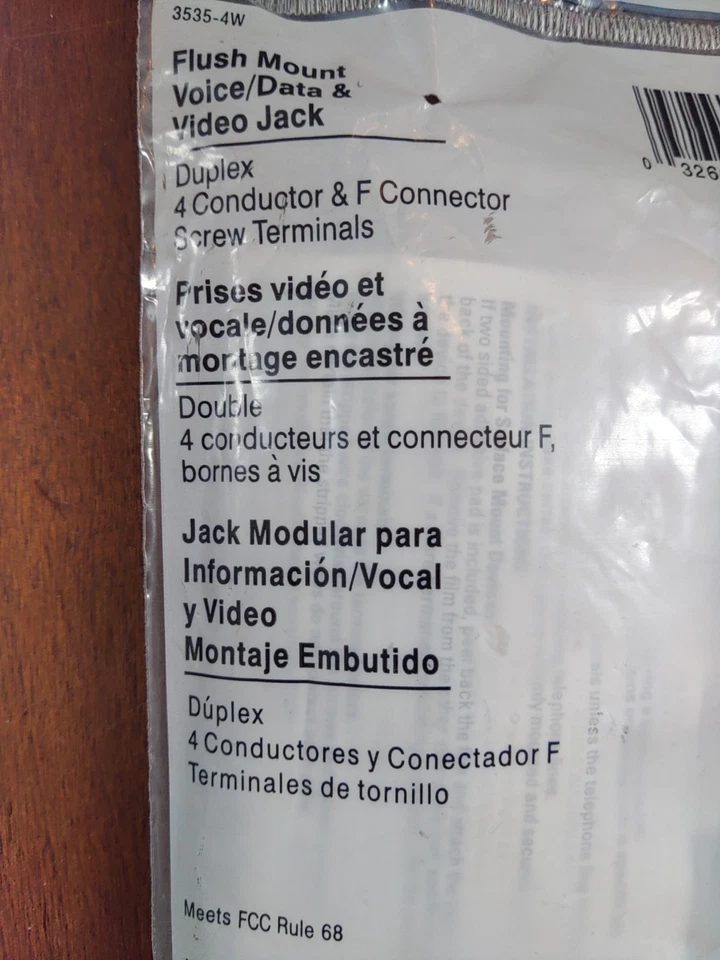 3535-4W
Flush Mount
Voice/Data &
Video Jack
Duplex
4 Conductor & F Connector
Screw Terminals
0 326
Prises vidéo et
vocale/données à
montage encastré
Double
4 conducteurs et connecteur F,
bornes à vis
Jack Modular para
Información/Vocal
y Video
Montaje Embutido
Dúplex
4 Conductores y Conectador F
Terminales de tornillo
Meets FCC Rule 68